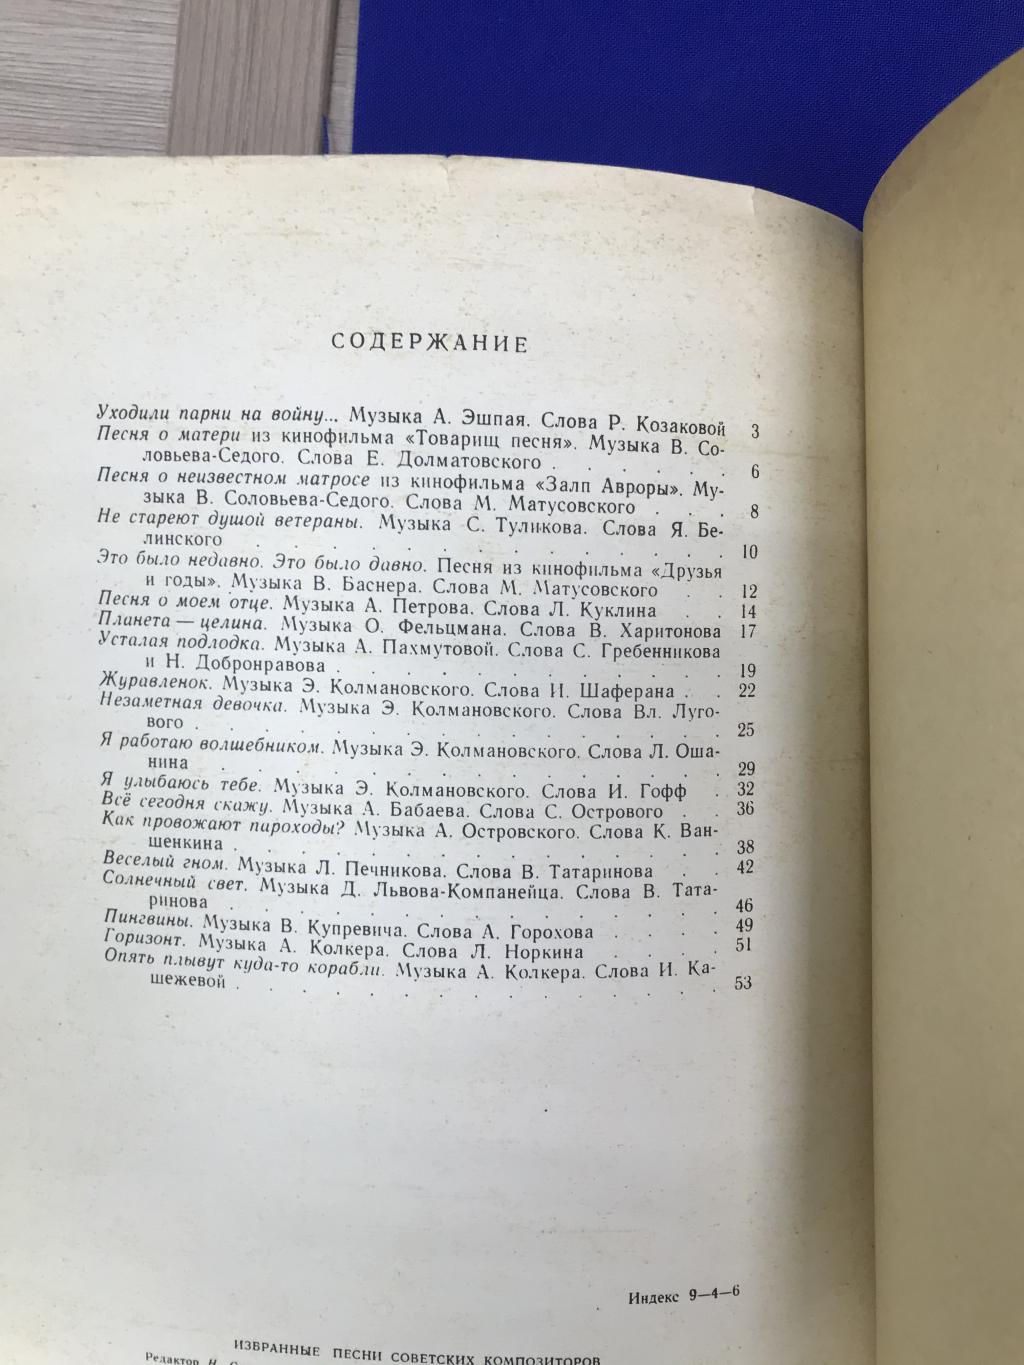 СОДЕРЖАНИЕ
Уходили парни на войну... Музыка А. Эшпая. Слова Р. Козаковой 3
Песня о матери из кинофильма «Товарищ песня». Музыка В. Со-
ловьева-Седого. Слова Е. Долматовского . . . . . . 6
Песня о неизвестном матросе из кинофильма «Залп Авроры». Му-
зыка В. Соловьева-Седого. Слова М. Матусовского . . . 8
Не стареют душой ветераны. Музыка С. Туликова. Слова Я. Бе-
линского . . . . . . . . . . . . . 10
Это было недавно. Это было давно. Песня из кинофильма «Друзья
и годы». Музыка В. Баснера. Слова М. Матусовского . . 12
Песня о моем отце. Музыка А. Петрова. Слова Л. Куклина . . 14
Планета — целина. Музыка О. Фельцмана. Слова В. Харитонова 17
Усталая подлодка. Музыка А. Пахмутовой. Слова С. Гребенникова
и Н. Добронравова . . . . . . . . . . . 19
Журавленок. Музыка Э. Колмановского. Слова И. Шаферана . . 22
Незаметная девочка. Музыка Э. Колмановского. Слова Вл. Луго-
вого . . . . . . . . . . . . . . 25
Я работаю волшебником. Музыка Э. Колмановского. Слова Л. Оша-
нина . . . . . . . . . . . . . . 29
Я улыбаюсь тебе. Музыка Э. Колмановского. Слова И. Гофф . 32
Всё сегодня скажу. Музыка А. Бабаева. Слова С. Острового . . 36
Как провожают пароходы? Музыка А. Островского. Слова К. Ван-
шенкина . . . . . . . . . . . . . 38
Веселый гном. Музыка Л. Печникова. Слова В. Татаринова . . 42
Солнечный свет. Музыка Д. Львова-Компанейца. Слова В. Тата-
ринова . . . . . . . . . . . . . 46
Пингвины. Музыка В. Купревича. Слова А. Горохова . . . . 49
Горизонт. Музыка А. Колкера. Слова Л. Норкина . . . . 51
Опять плывут куда-то корабли. Музыка А. Колкера. Слова И. Ка-
шежевой . . . . . . . . . . . . . 53
Индекс 9—4—6
ИЗБРАННЫЕ ПЕСНИ СОВЕТСКИХ КОМПОЗИТОРОВ
Редактор Н.